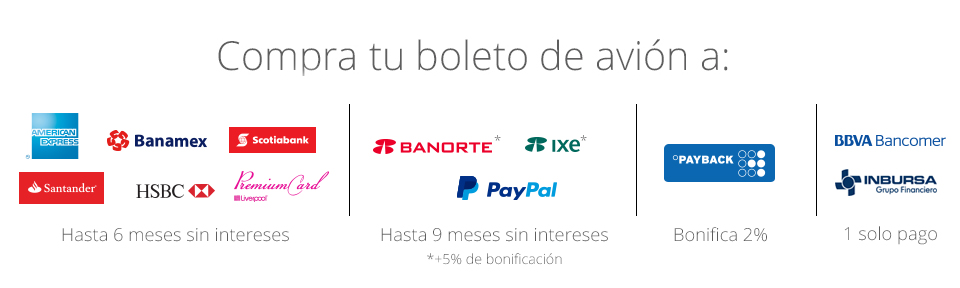 Compra tu boleto de avión a:
AMERICAN
EXPRESS
®
Banamex
Scotiabank
Santander®
HSBC
PremiumCard
Liverpool
Hasta 6 meses sin intereses
BANORTE*
IXE*
PayPal
Hasta 9 meses sin intereses
*+5% de bonificación
PAYBACK
Bonifica 2%
BBVA Bancomer
INBURSA
Grupo Financiero
1 solo pago